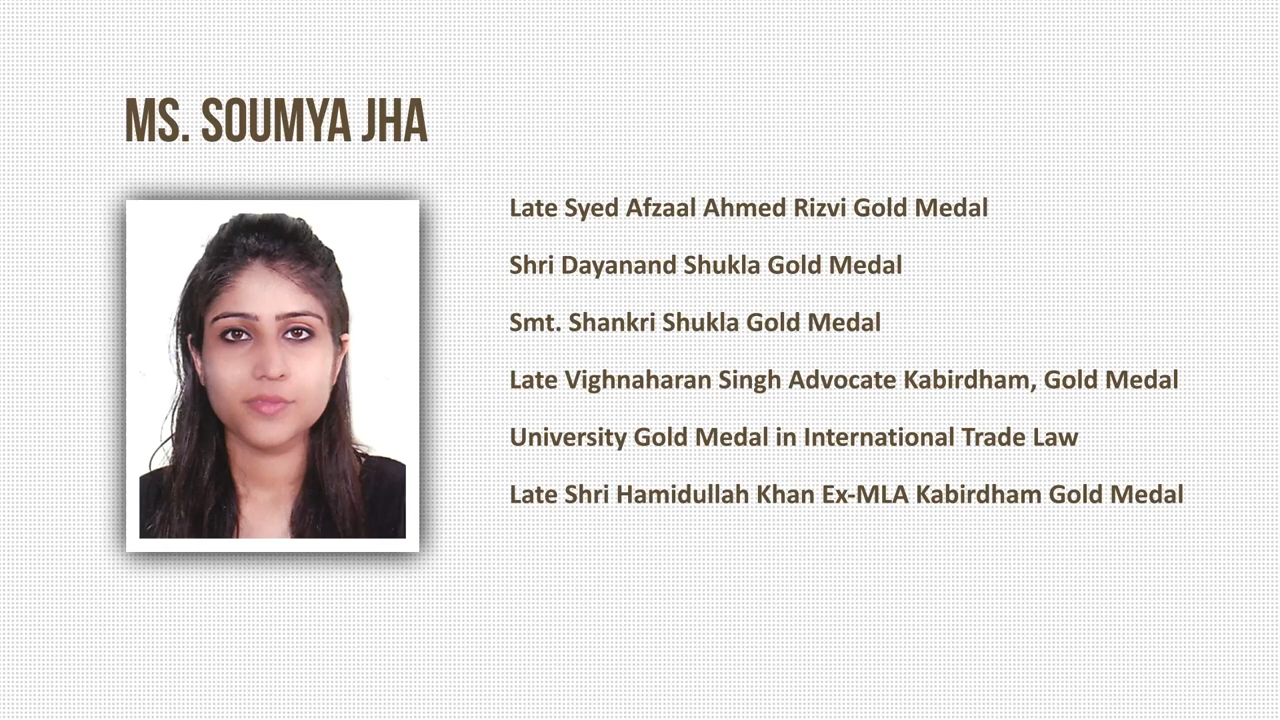 MS. SOUMYA JHA
Late Syed Afzaal Ahmed Rizvi Gold Medal
Shri Dayanand Shukla Gold Medal
Smt. Shankri Shukla Gold Medal
Late Vighnaharan Singh Advocate Kabirdham, Gold Medal
University Gold Medal in International Trade Law
Late Shri Hamidullah Khan Ex-MLA Kabirdham Gold Medal